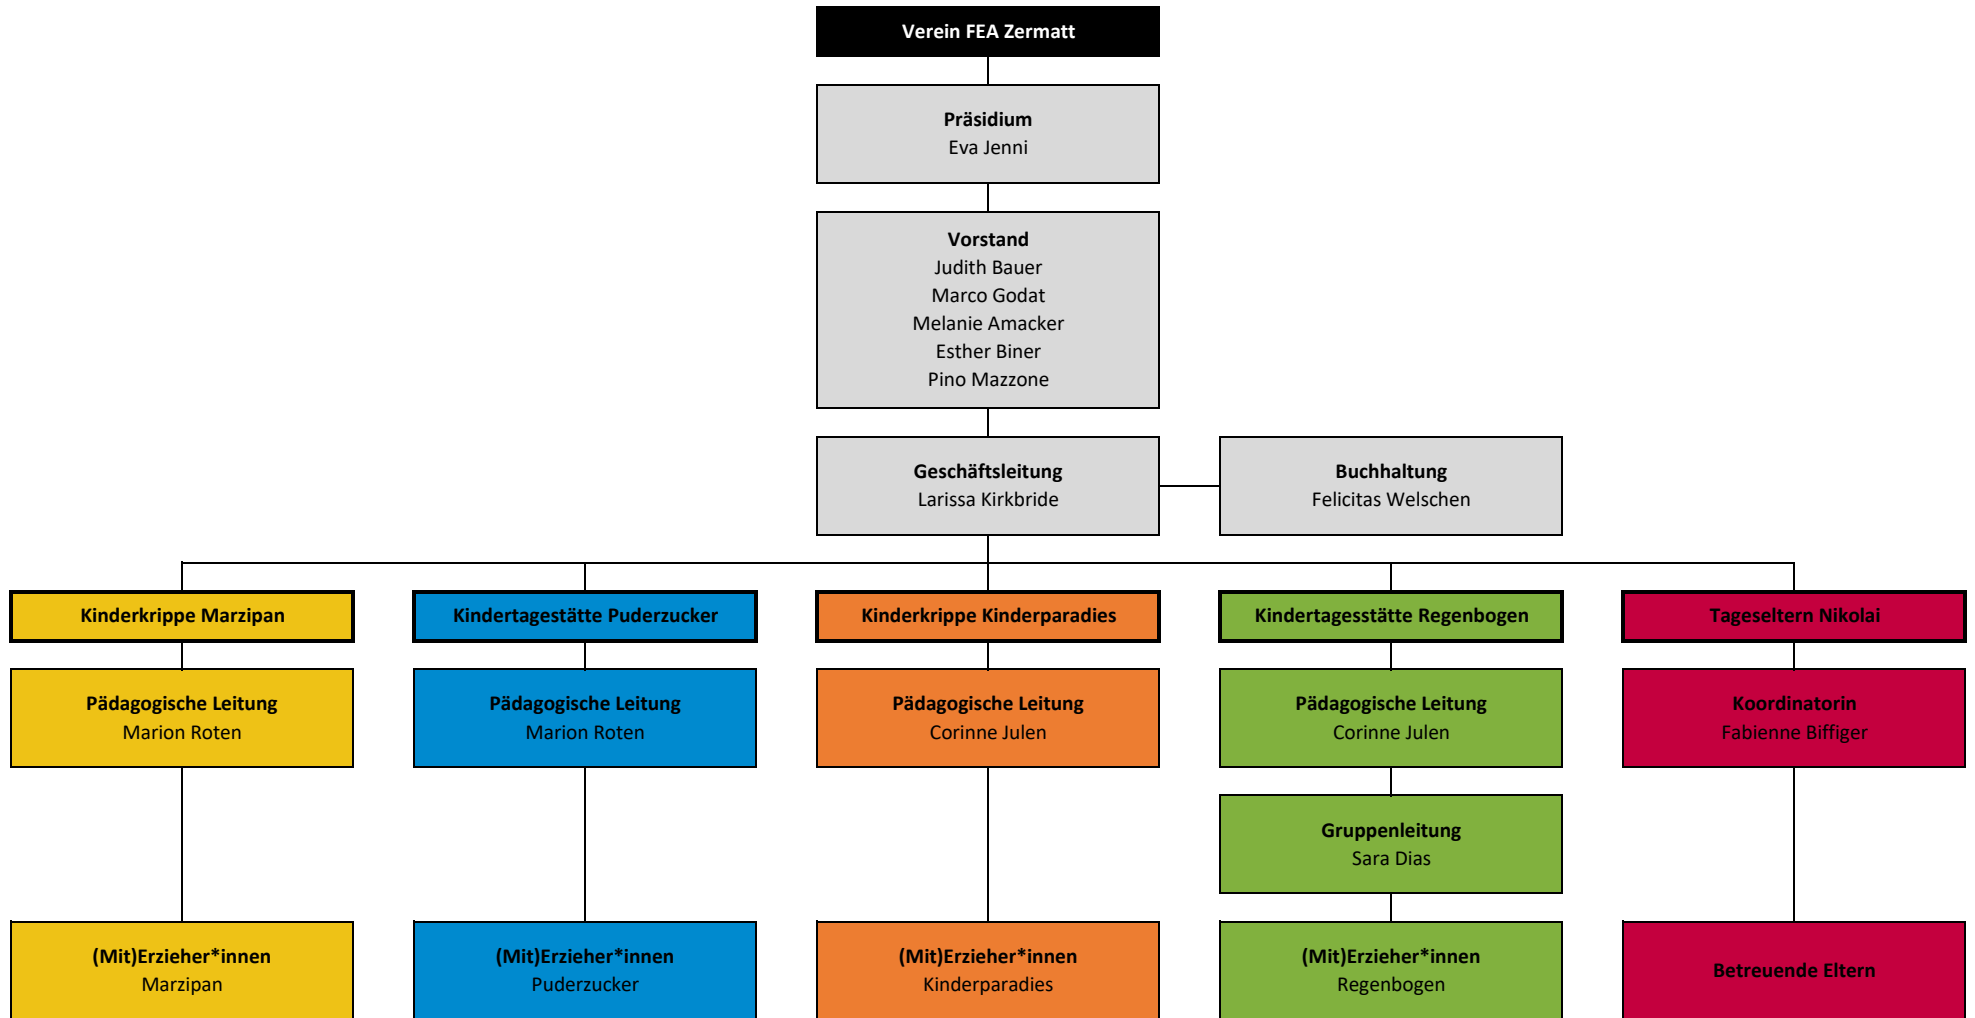 Verein FEA Zermatt
Präsidium
Eva Jenni
Vorstand
Judith Bauer
Marco Godat
Melanie Amacker
Esther Biner
Pino Mazzone
Geschäftsleitung
Larissa Kirkbride
Buchhaltung
Felicitas Welschen
Kinderkrippe Marzipan
Kindertagestätte Puderzucker
Kinderkrippe Kinderparadies
Kindertagesstätte Regenbogen
Tageseltern Nikolai
Pädagogische Leitung
Marion Roten
Pädagogische Leitung
Marion Roten
Pädagogische Leitung
Corinne Julen
Pädagogische Leitung
Corinne Julen
Koordinatorin
Fabienne Biffiger
Gruppenleitung
Sara Dias
(Mit)Erzieher*innen
Marzipan
(Mit)Erzieher*innen
Puderzucker
(Mit)Erzieher*innen
Kinderparadies
(Mit)Erzieher*innen
Regenbogen
Betreuende Eltern